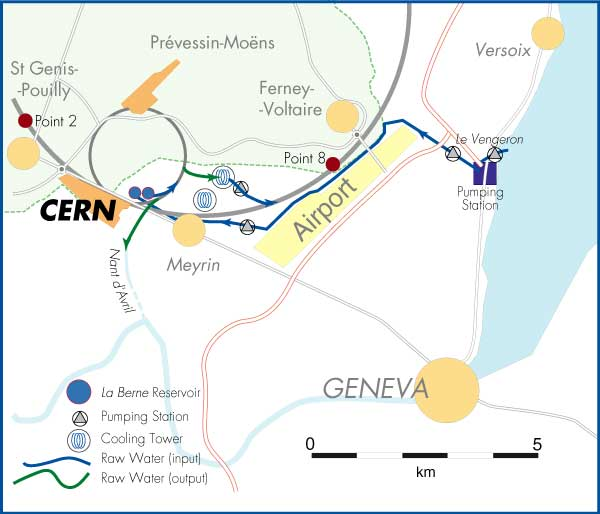 Prévessin-Moëns
Versoix
St Genis-
-Pouilly
Ferney-
-Voltaire
Point 2
Le Vengeron
Point 8
Pumping
Station
CERN
Airport
Meyrin
Nant d'Avril
GENEVA
La Berne Reservoir
Pumping Station
Cooling Tower
Raw Water (input)
Raw Water (output)
0
5
km